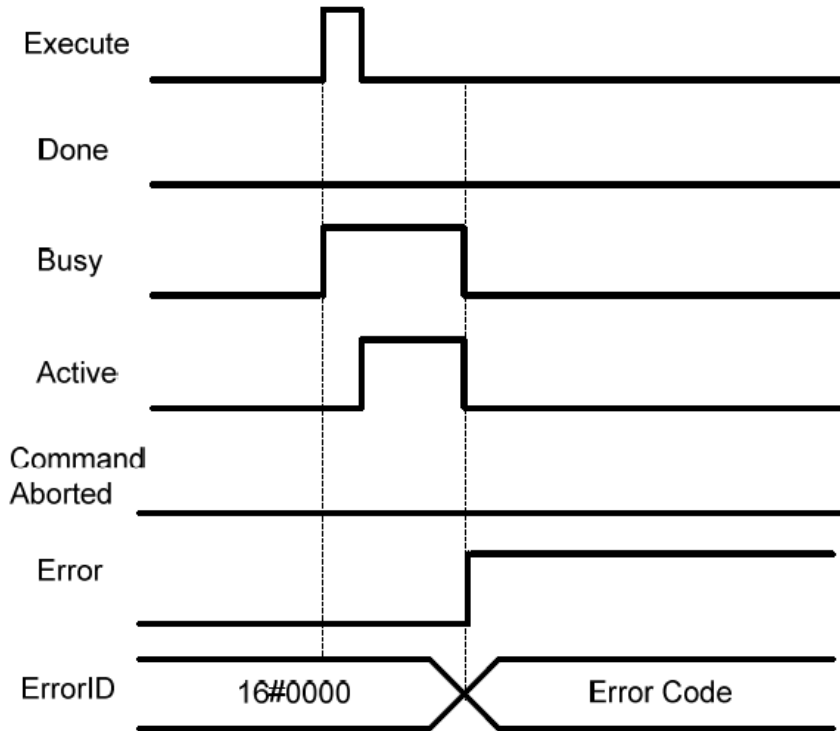 Execute
Done
Busy
Active
Command
Aborted
Error
ErrorID
16#0000
Error Code